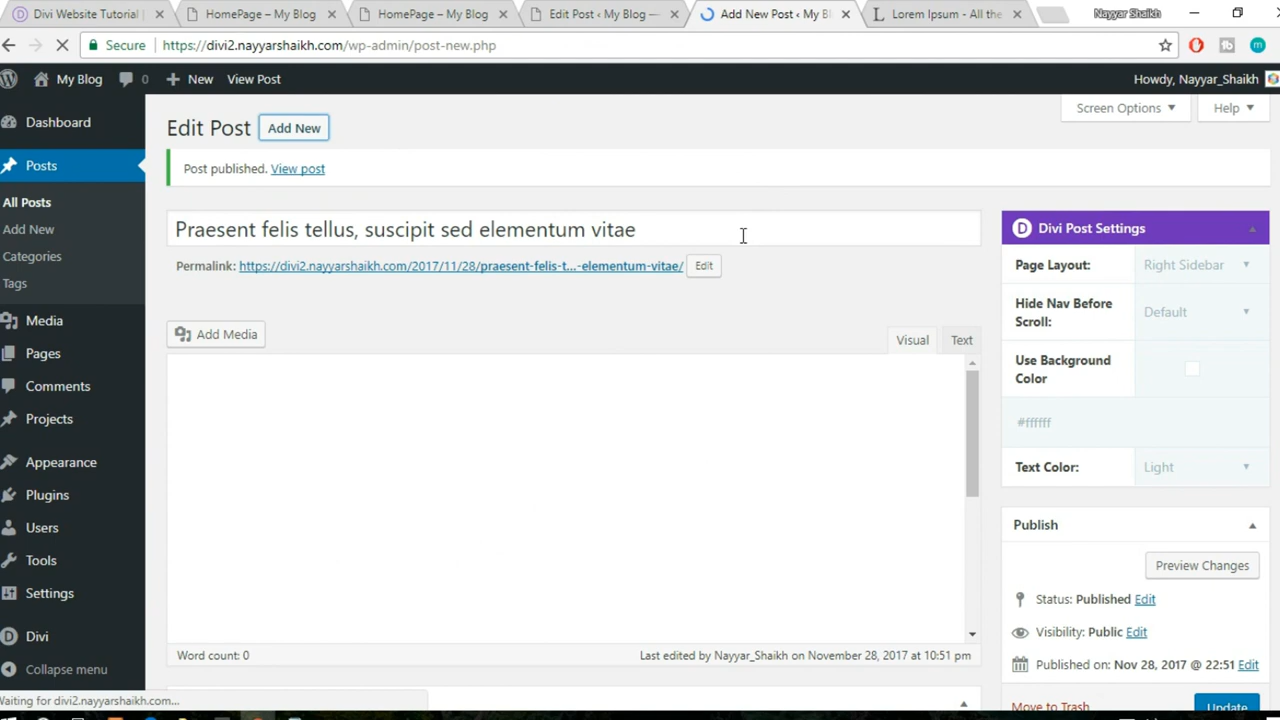 Divi Website Tutorial
HomePage – My Blog
HomePage – My Blog
Edit Post ‹ My Blog —
Add New Post ‹ My Bl
Lorem Ipsum - All the
Nayyar Shaikh
Secure
https://divi2.nayyarshaikh.com/wp-admin/post-new.php
My Blog
0
New
View Post
Howdy, Nayyar_Shaikh
Dashboard
Posts
All Posts
Add New
Categories
Tags
Media
Pages
Comments
Projects
Appearance
Plugins
Users
Tools
Settings
Divi
Collapse menu
Screen Options
Help
Edit Post
Add New
Post published. View post
Praesent felis tellus, suscipit sed elementum vitae
Permalink: https://divi2.nayyarshaikh.com/2017/11/28/praesent-felis-t…-elementum-vitae/
Edit
Add Media
Visual
Text
Word count: 0
Last edited by Nayyar_Shaikh on November 28, 2017 at 10:51 pm
Divi Post Settings
Page Layout:
Right Sidebar
Hide Nav Before
Scroll:
Default
Use Background
Color
#ffffff
Text Color:
Light
Publish
Preview Changes
Status: Published Edit
Visibility: Public Edit
Published on: Nov 28, 2017 @ 22:51 Edit
Move to Trash
Update
Waiting for divi2.nayyarshaikh.com...